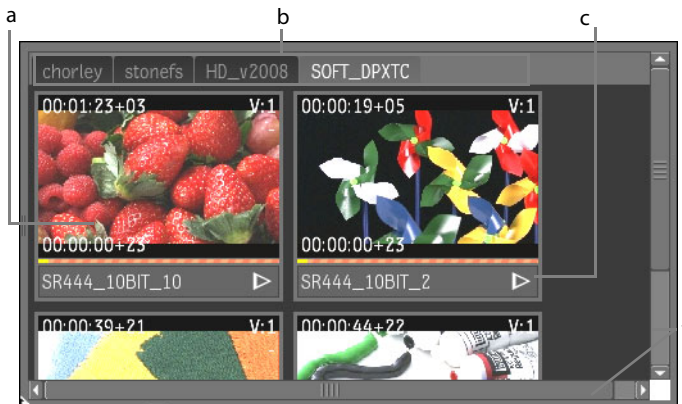 a b c
chorley stonefs HD_v2008 SOFT_DPXTC
00:01:23+03 V:1 00:00:19+05 V:1
00:00:00+23 00:00:00+23
SR444_10BIT_10 SR444_10BIT_2
00:00:39+21 V:1 00:00:44+22 V:1